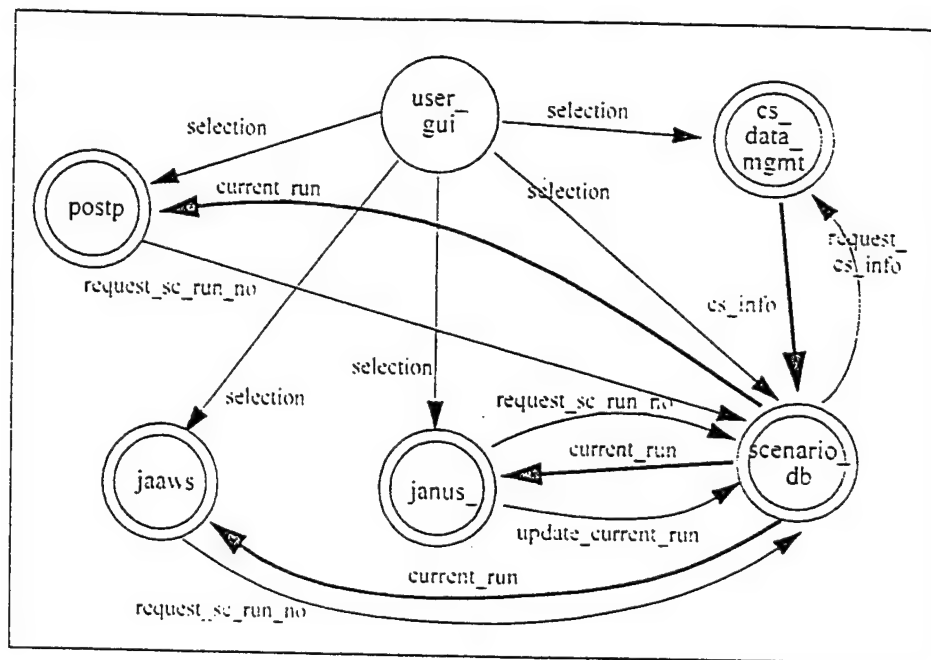 user_
gui
selection
selection
cs_
data_
mgmt
postp
current_run
selection
request_
cs_info
request_sc_run_no
cs_info
selection
selection
request_sc_run_no
jaaws
janus_
current_run
scenario_
db
update_current_run
current_run
request_sc_run_no